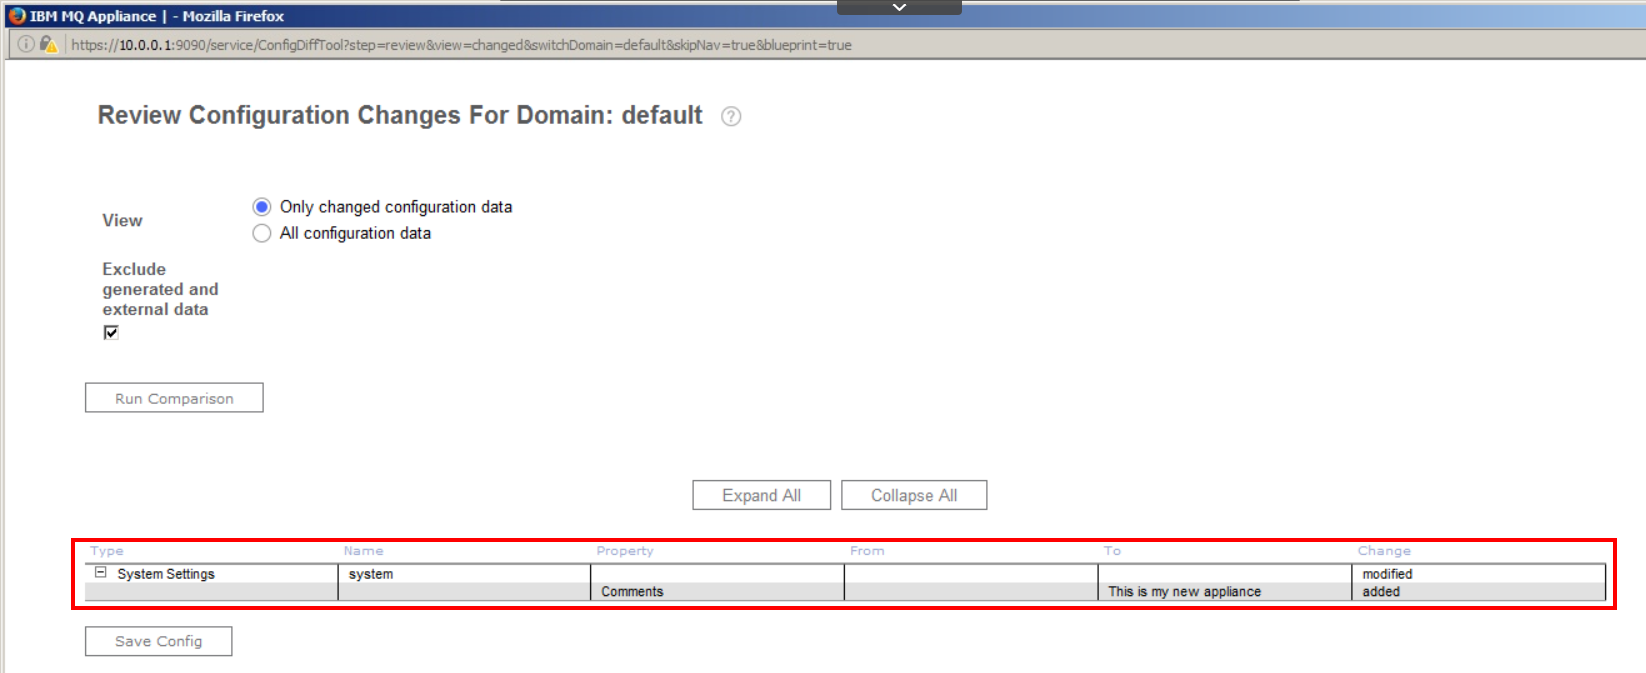 IBM MQ Appliance | - Mozilla Firefox
https://10.0.0.1:9090/service/ConfigDiffTool?step=review&view=changed&switchDomain=default&skipNav=true&blueprint=true
Review Configuration Changes For Domain: default ?
View
Only changed configuration data
All configuration data
Exclude
generated and
external data
Run Comparison
Expand All Collapse All
Type Name Property From To Change
System Settings system modified
Comments This is my new appliance added
Save Config